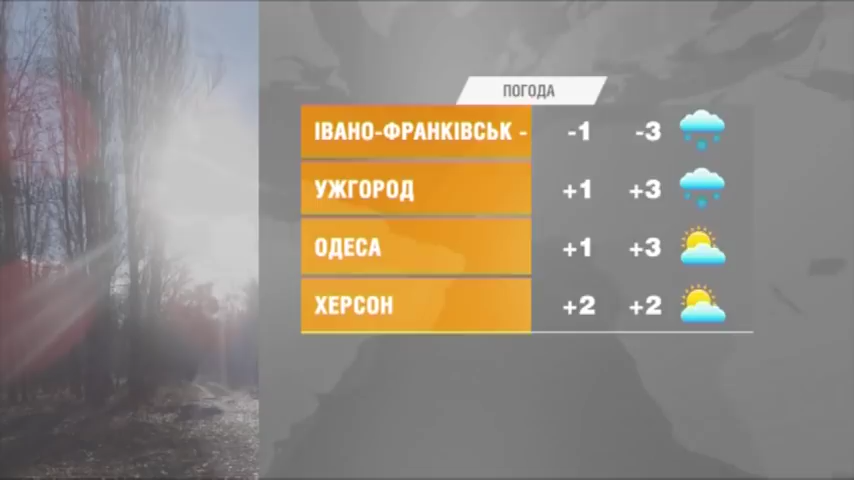 ПОГОДА
ІВАНО-ФРАНКІВСЬК - -1 -3
УЖГОРОД +1 +3
ОДЕСА +1 +3
ХЕРСОН +2 +2